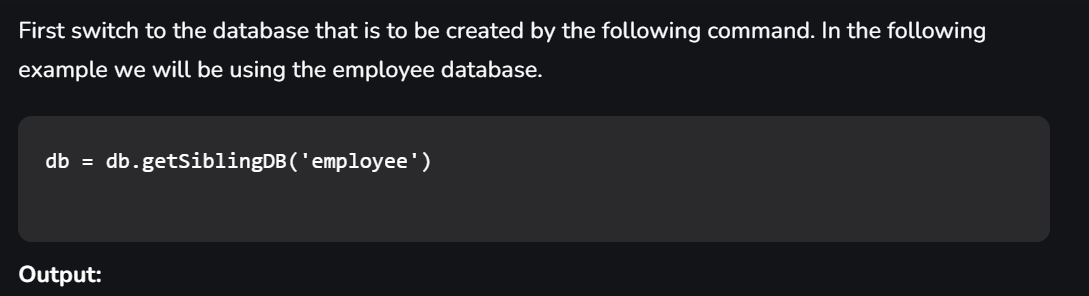 First switch to the database that is to be created by the following command. In the following
example we will be using the employee database.
db = db.getSiblingDB('employee')
Output: